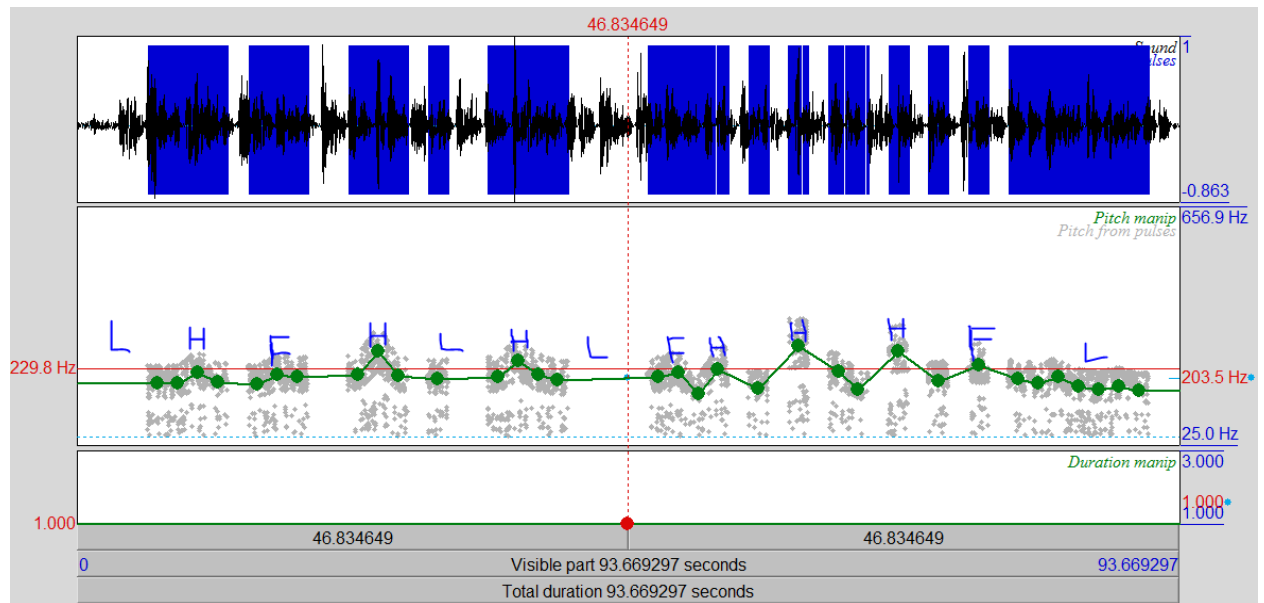 46.834649
Sound
Pulses
1
-0.863
Pitch manip
Pitch from pulses
656.9 Hz
L H F H L H L F H H H F L
229.8 Hz
203.5 Hz
25.0 Hz
Duration manip
3.000
1.000
1.000
1.000
46.834649 46.834649
0 Visible part 93.669297 seconds 93.669297
Total duration 93.669297 seconds